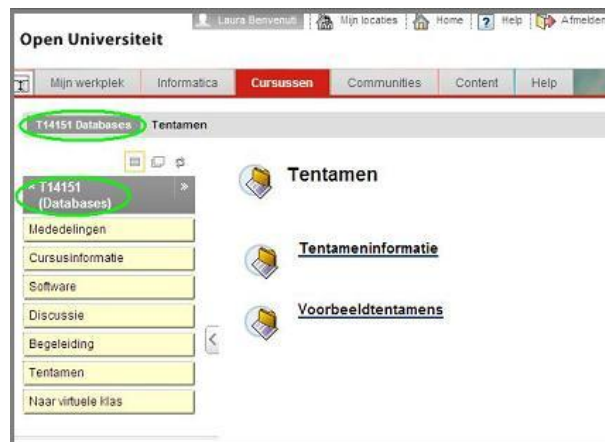 Laura Benvenuti Mijn locaties Home ? Help Afmelden
Open Universiteit
Mijn werkplek Informatica Cursussen Communities Content Help
T14151 Databases Tentamen
T14151 »
(Databases)
Tentamen
Mededelingen
Cursusinformatie
Tentameninformatie
Software
Discussie
Voorbeeldtentamens
Begeleiding
Tentamen
Naar virtuele klas